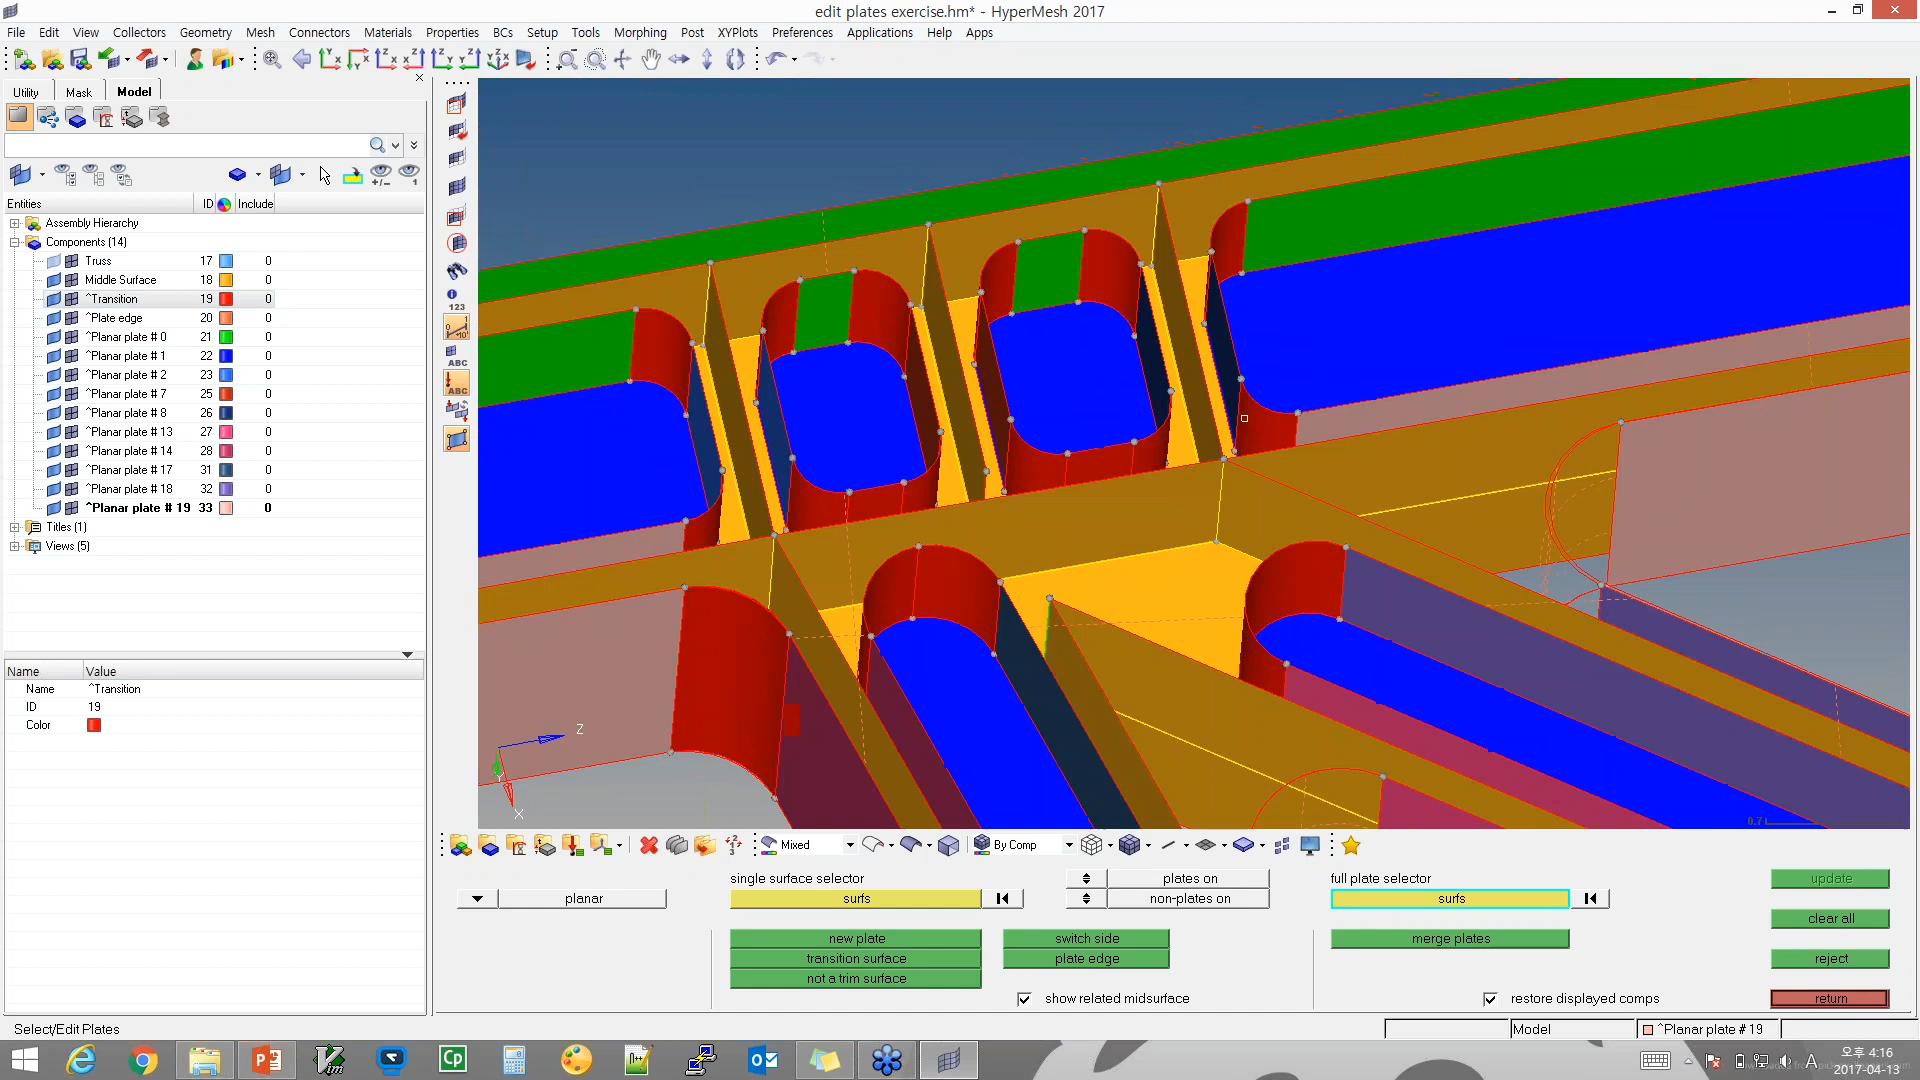 edit plates exercise.hm* - HyperMesh 2017
File Edit View Collectors Geometry Mesh Connectors Materials Properties BCs Setup Tools Morphing Post XYPlots Preferences Applications Help Apps
Utility Mask Model
Entities ID Include
Assembly Hierarchy
Components (14)
Truss 17 0
Middle Surface 18 0
^Transition 19 0
^Plate edge 20 0
^Planar plate # 0 21 0
^Planar plate # 1 22 0
^Planar plate # 2 23 0
^Planar plate # 7 25 0
^Planar plate # 8 26 0
^Planar plate # 13 27 0
^Planar plate # 14 28 0
^Planar plate # 17 31 0
^Planar plate # 18 32 0
^Planar plate # 19 33 0
Titles (1)
Views (5)
Name Value
Name ^Transition
ID 19
Color
123
ABC
ABC
Z
Y
X
0.7
Mixed By Comp
single surface selector plates on full plate selector update
planar surfs non-plates on surfs
clear all
new plate switch side merge plates
transition surface plate edge reject
not a trim surface
show related midsurface restore displayed comps return
Select/Edit Plates Model ^Planar plate # 19
A 오후 4:16
2017-04-13